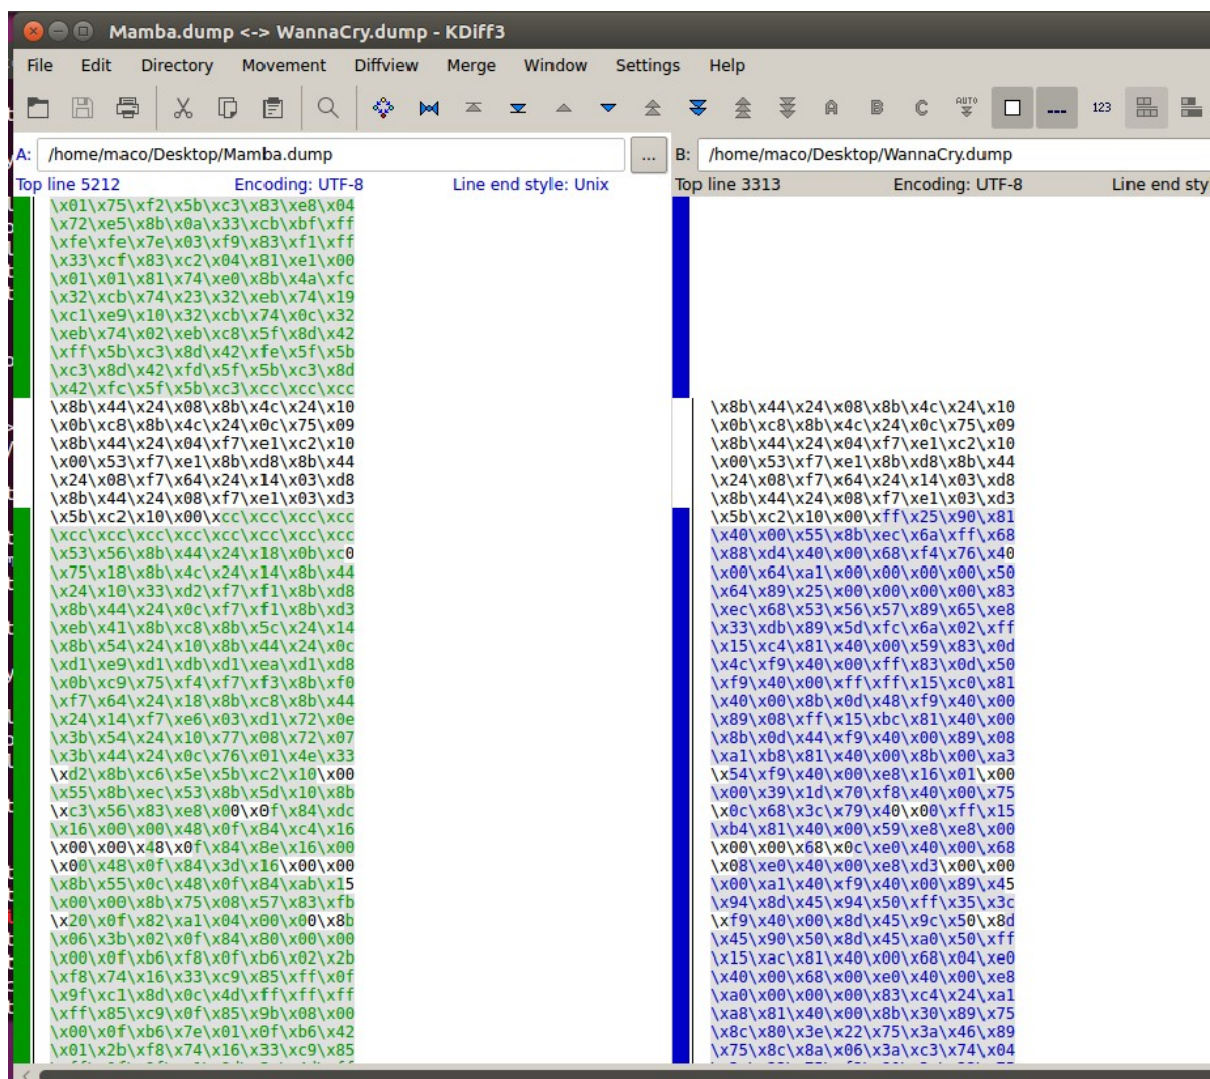 Mamba.dump <-> WannaCry.dump - KDiff3
File Edit Directory Movement Diffview Merge Window Settings Help
A B C AUTO 123
A: /home/maco/Desktop/Mamba.dump ... B: /home/maco/Desktop/WannaCry.dump
Top line 5212 Encoding: UTF-8 Line end style: Unix Top line 3313 Encoding: UTF-8 Line end sty
\x01\x75\xf2\x5b\xc3\x83\xe8\x04
\x72\xe5\x8b\x0a\x33\xcb\xbf\xff
\xfe\xfe\x7e\x03\xf9\x83\xf1\xff
\x33\xcf\x83\xc2\x04\x81\xe1\x00
\x01\x01\x81\x74\xe0\x8b\x4a\xfc
\x32\xcb\x74\x23\x32\xeb\x74\x19
\xc1\xe9\x10\x32\xcb\x74\x0c\x32
\xeb\x74\x02\xeb\xc8\x5f\x8d\x42
\xff\x5b\xc3\x8d\x42\xfe\x5f\x5b
\xc3\x8d\x42\xfd\x5f\x5b\xc3\x8d
\x42\xfc\x5f\x5b\xc3\xcc\xcc\xcc
\x8b\x44\x24\x08\x8b\x4c\x24\x10
\x0b\xc8\x8b\x4c\x24\x0c\x75\x09
\x8b\x44\x24\x04\xf7\xe1\xc2\x10
\x00\x53\xf7\xe1\x8b\xd8\x8b\x44
\x24\x08\xf7\x64\x24\x14\x03\xd8
\x8b\x44\x24\x08\xf7\xe1\x03\xd3
\x5b\xc2\x10\x00\xcc\xcc\xcc\xcc
\xcc\xcc\xcc\xcc\xcc\xcc\xcc\xcc
\x53\x56\x8b\x44\x24\x18\x0b\xc0
\x75\x18\x8b\x4c\x24\x14\x8b\x44
\x24\x10\x33\xd2\xf7\xf1\x8b\xd8
\x8b\x44\x24\x0c\xf7\xf1\x8b\xd3
\xeb\x41\x8b\xc8\x8b\x5c\x24\x14
\x8b\x54\x24\x10\x8b\x44\x24\x0c
\xd1\xe9\xd1\xdb\xd1\xea\xd1\xd8
\x0b\xc9\x75\xf4\xf7\xf3\x8b\xf0
\xf7\x64\x24\x18\x8b\xc8\x8b\x44
\x24\x14\xf7\xe6\x03\xd1\x72\x0e
\x3b\x54\x24\x10\x77\x08\x72\x07
\x3b\x44\x24\x0c\x76\x01\x4e\x33
\xd2\x8b\xc6\x5e\x5b\xc2\x10\x00
\x55\x8b\xec\x53\x8b\x5d\x10\x8b
\xc3\x56\x83\xe8\x00\x0f\x84\xdc
\x16\x00\x00\x48\x0f\x84\xc4\x16
\x00\x00\x48\x0f\x84\x8e\x16\x00
\x00\x48\x0f\x84\x3d\x16\x00\x00
\x8b\x55\x0c\x48\x0f\x84\xab\x15
\x00\x00\x8b\x75\x08\x57\x83\xfb
\x20\x0f\x82\xa1\x04\x00\x00\x8b
\x06\x3b\x02\x0f\x84\x80\x00\x00
\x00\x0f\xb6\xf8\x0f\xb6\x02\x2b
\xf8\x74\x16\x33\xc9\x85\xff\x0f
\x9f\xc1\x8d\x0c\x4d\xff\xff\xff
\xff\x85\xc9\x0f\x85\x9b\x08\x00
\x00\x0f\xb6\x7e\x01\x0f\xb6\x42
\x01\x2b\xf8\x74\x16\x33\xc9\x85
\x8b\x44\x24\x08\x8b\x4c\x24\x10
\x0b\xc8\x8b\x4c\x24\x0c\x75\x09
\x8b\x44\x24\x04\xf7\xe1\xc2\x10
\x00\x53\xf7\xe1\x8b\xd8\x8b\x44
\x24\x08\xf7\x64\x24\x14\x03\xd8
\x8b\x44\x24\x08\xf7\xe1\x03\xd3
\x5b\xc2\x10\x00\xff\x25\x90\x81
\x40\x00\x55\x8b\xec\x6a\xff\x68
\x88\xd4\x40\x00\x68\xf4\x76\x40
\x00\x64\xa1\x00\x00\x00\x00\x50
\x64\x89\x25\x00\x00\x00\x00\x83
\xec\x68\x53\x56\x57\x89\x65\xe8
\x33\xdb\x89\x5d\xfc\x6a\x02\xff
\x15\xc4\x81\x40\x00\x59\x83\x0d
\x4c\xf9\x40\x00\xff\x83\x0d\x50
\xf9\x40\x00\xff\xff\x15\xc0\x81
\x40\x00\x8b\x0d\x48\xf9\x40\x00
\x89\x08\xff\x15\xbc\x81\x40\x00
\x8b\x0d\x44\xf9\x40\x00\x89\x08
\xa1\xb8\x81\x40\x00\x8b\x00\xa3
\x54\xf9\x40\x00\xe8\x16\x01\x00
\x00\x39\x1d\x70\xf8\x40\x00\x75
\x0c\x68\x3c\x79\x40\x00\xff\x15
\xb4\x81\x40\x00\x59\xe8\xe8\x00
\x00\x00\x68\x0c\xe0\x40\x00\x68
\x08\xe0\x40\x00\xe8\xd3\x00\x00
\x00\xa1\x40\xf9\x40\x00\x89\x45
\x94\x8d\x45\x94\x50\xff\x35\x3c
\xf9\x40\x00\x8d\x45\x9c\x50\x8d
\x45\x90\x50\x8d\x45\xa0\x50\xff
\x15\xac\x81\x40\x00\x68\x04\xe0
\x40\x00\x68\x00\xe0\x40\x00\xe8
\xa0\x00\x00\x00\x83\xc4\x24\xa1
\xa8\x81\x40\x00\x8b\x30\x89\x75
\x8c\x80\x3e\x22\x75\x3a\x46\x89
\x75\x8c\x8a\x06\x3a\xc3\x74\x04